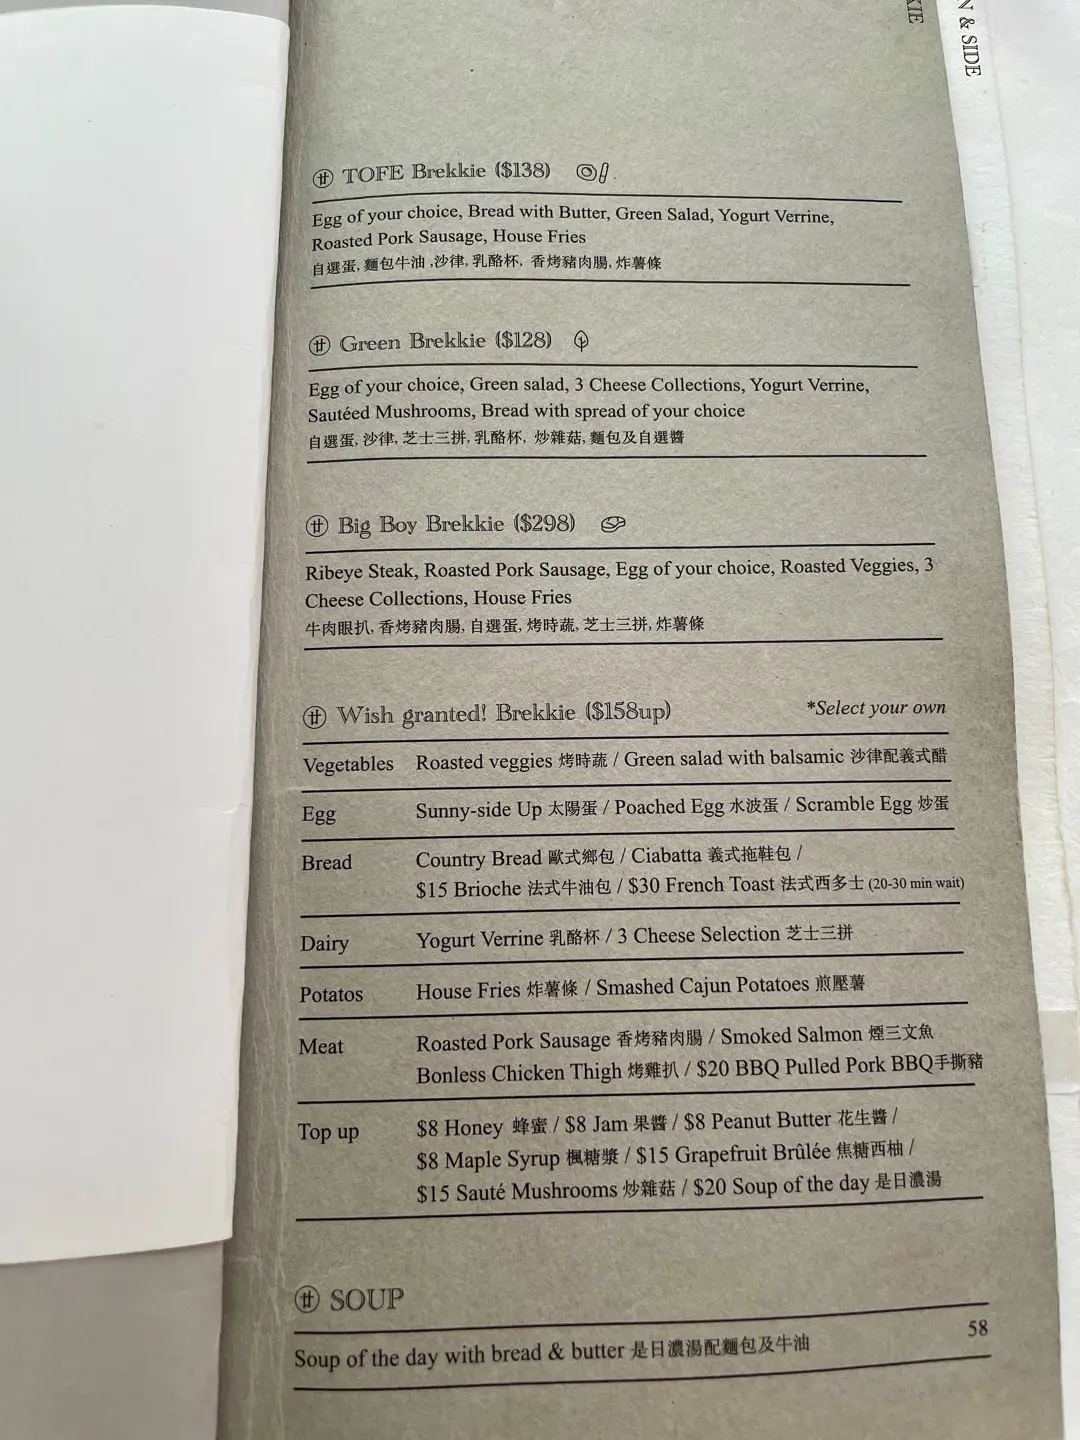 KIE
N & SIDE
廿 TOFE Brekkie ($138)
Egg of your choice, Bread with Butter, Green Salad, Yogurt Verrine,
Roasted Pork Sausage, House Fries
自選蛋, 麵包牛油 ,沙律, 乳酪杯, 香烤豬肉腸, 炸薯條
廿 Green Brekkie ($128)
Egg of your choice, Green salad, 3 Cheese Collections, Yogurt Verrine,
Sautéed Mushrooms, Bread with spread of your choice
自選蛋, 沙律, 芝士三拼, 乳酪杯, 炒雜菇, 麵包及自選醬
廿 Big Boy Brekkie ($298)
Ribeye Steak, Roasted Pork Sausage, Egg of your choice, Roasted Veggies, 3
Cheese Collections, House Fries
牛肉眼扒, 香烤豬肉腸, 自選蛋, 烤時蔬, 芝士三拼, 炸薯條
廿 Wish granted! Brekkie ($158up) *Select your own
Vegetables Roasted veggies 烤時蔬 / Green salad with balsamic 沙律配義式醋
Egg Sunny-side Up 太陽蛋 / Poached Egg 水波蛋 / Scramble Egg 炒蛋
Bread Country Bread 歐式鄉包 / Ciabatta 義式拖鞋包 /
$15 Brioche 法式牛油包 / $30 French Toast 法式西多士 (20-30 min wait)
Dairy Yogurt Verrine 乳酪杯 / 3 Cheese Selection 芝士三拼
Potatos House Fries 炸薯條 / Smashed Cajun Potatoes 煎壓薯
Meat Roasted Pork Sausage 香烤豬肉腸 / Smoked Salmon 煙三文魚
Bonless Chicken Thigh 烤雞扒 / $20 BBQ Pulled Pork BBQ手撕豬
Top up $8 Honey 蜂蜜 / $8 Jam 果醬 / $8 Peanut Butter 花生醬 /
$8 Maple Syrup 楓糖漿 / $15 Grapefruit Brûlée 焦糖西柚 /
$15 Sauté Mushrooms 炒雜菇 / $20 Soup of the day 是日濃湯
廿 SOUP
Soup of the day with bread & butter 是日濃湯配麵包及牛油 58